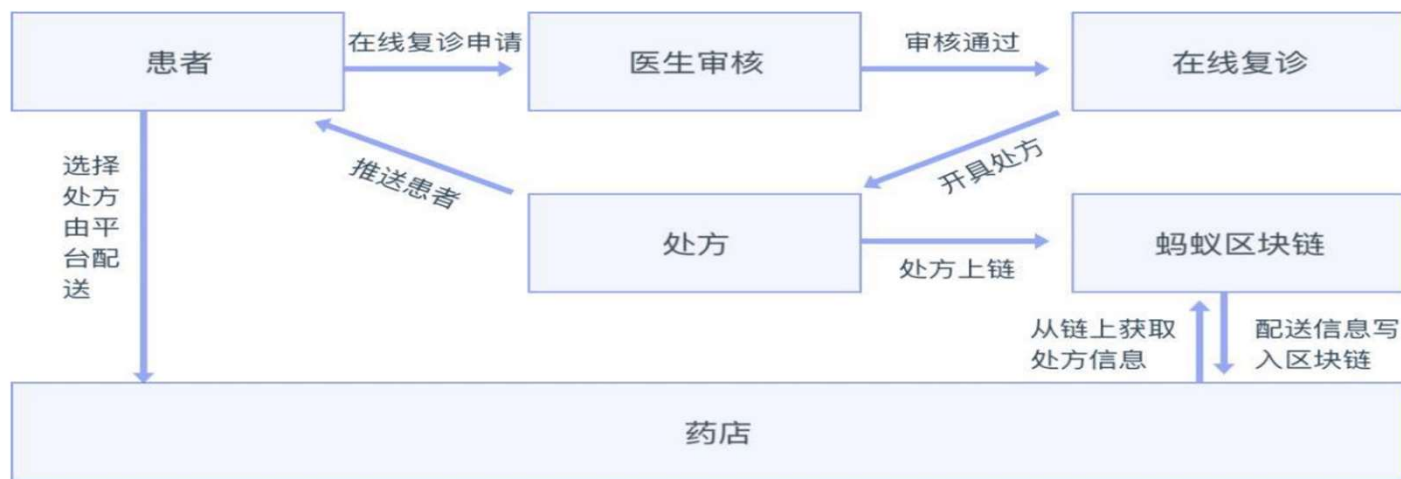 患者
在线复诊申请
医生审核
审核通过
在线复诊
选择
处方
由平
台配
送
推送患者
开具处方
处方
处方上链
蚂蚁区块链
从链上获取
处方信息
配送信息写
入区块链
药店